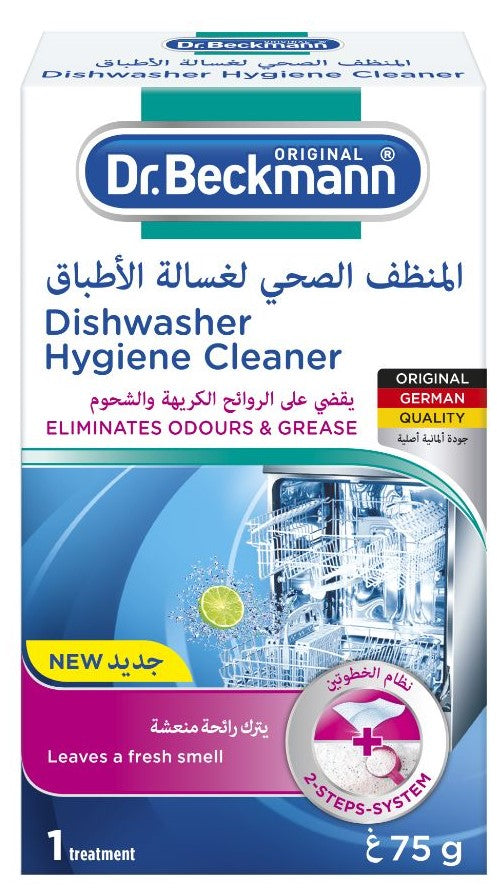 Dr.Beckmann
المنظف الصحي لغسالة الأطباق
Dishwasher Hygiene Cleaner
ORIGINAL ®
Dr.Beckmann
المنظف الصحي لغسالة الأطباق
Dishwasher
Hygiene Cleaner
يقضي على الروائح الكريهة والشحوم
ELIMINATES ODOURS & GREASE
ORIGINAL
GERMAN
QUALITY
جودة ألمانية أصلية
NEW جديد
يترك رائحة منعشة
Leaves a fresh smell
نظام الخطوتين
2-STEPS-SYSTEM
1 treatment
75 g غ